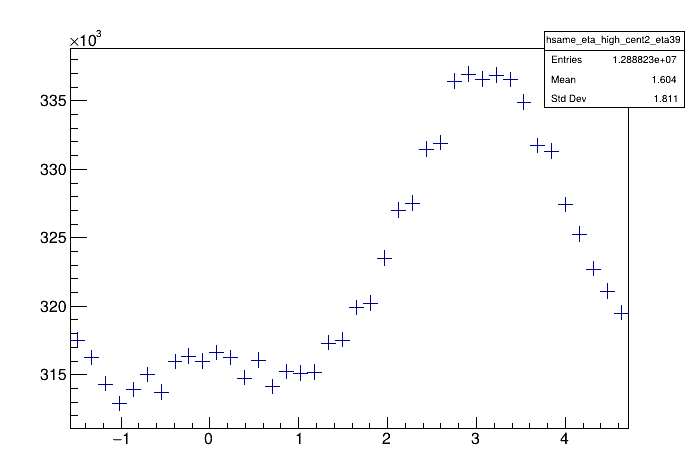 ×10³
hsame_eta_high_cent2_eta39
Entries 1.288823e+07
Mean 1.604
Std Dev 1.811
335
330
325
320
315
−1 0 1 2 3 4